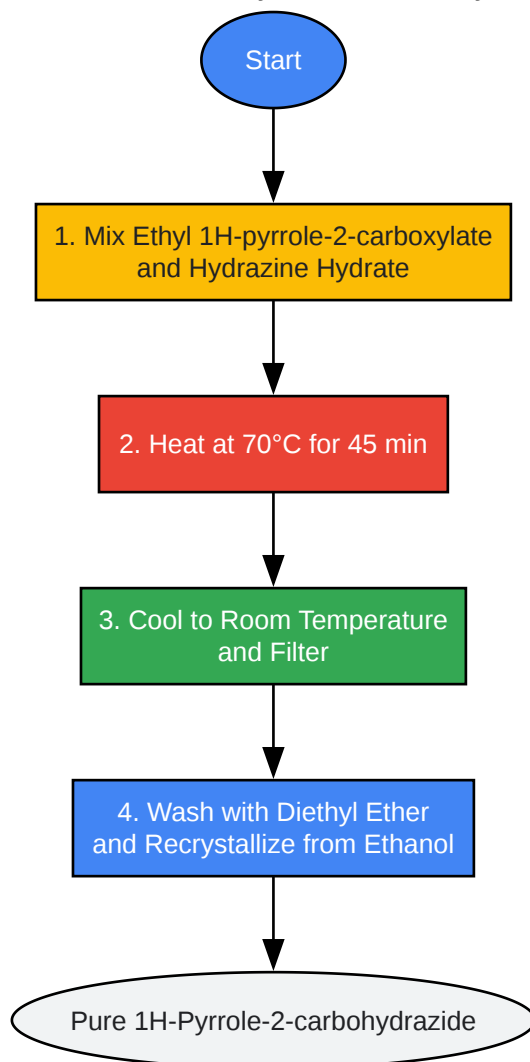 Start
1. Mix Ethyl 1H-pyrrole-2-carboxylate
and Hydrazine Hydrate
2. Heat at 70°C for 45 min
3. Cool to Room Temperature
and Filter
4. Wash with Diethyl Ether
and Recrystallize from Ethanol
Pure 1H-Pyrrole-2-carbohydrazide